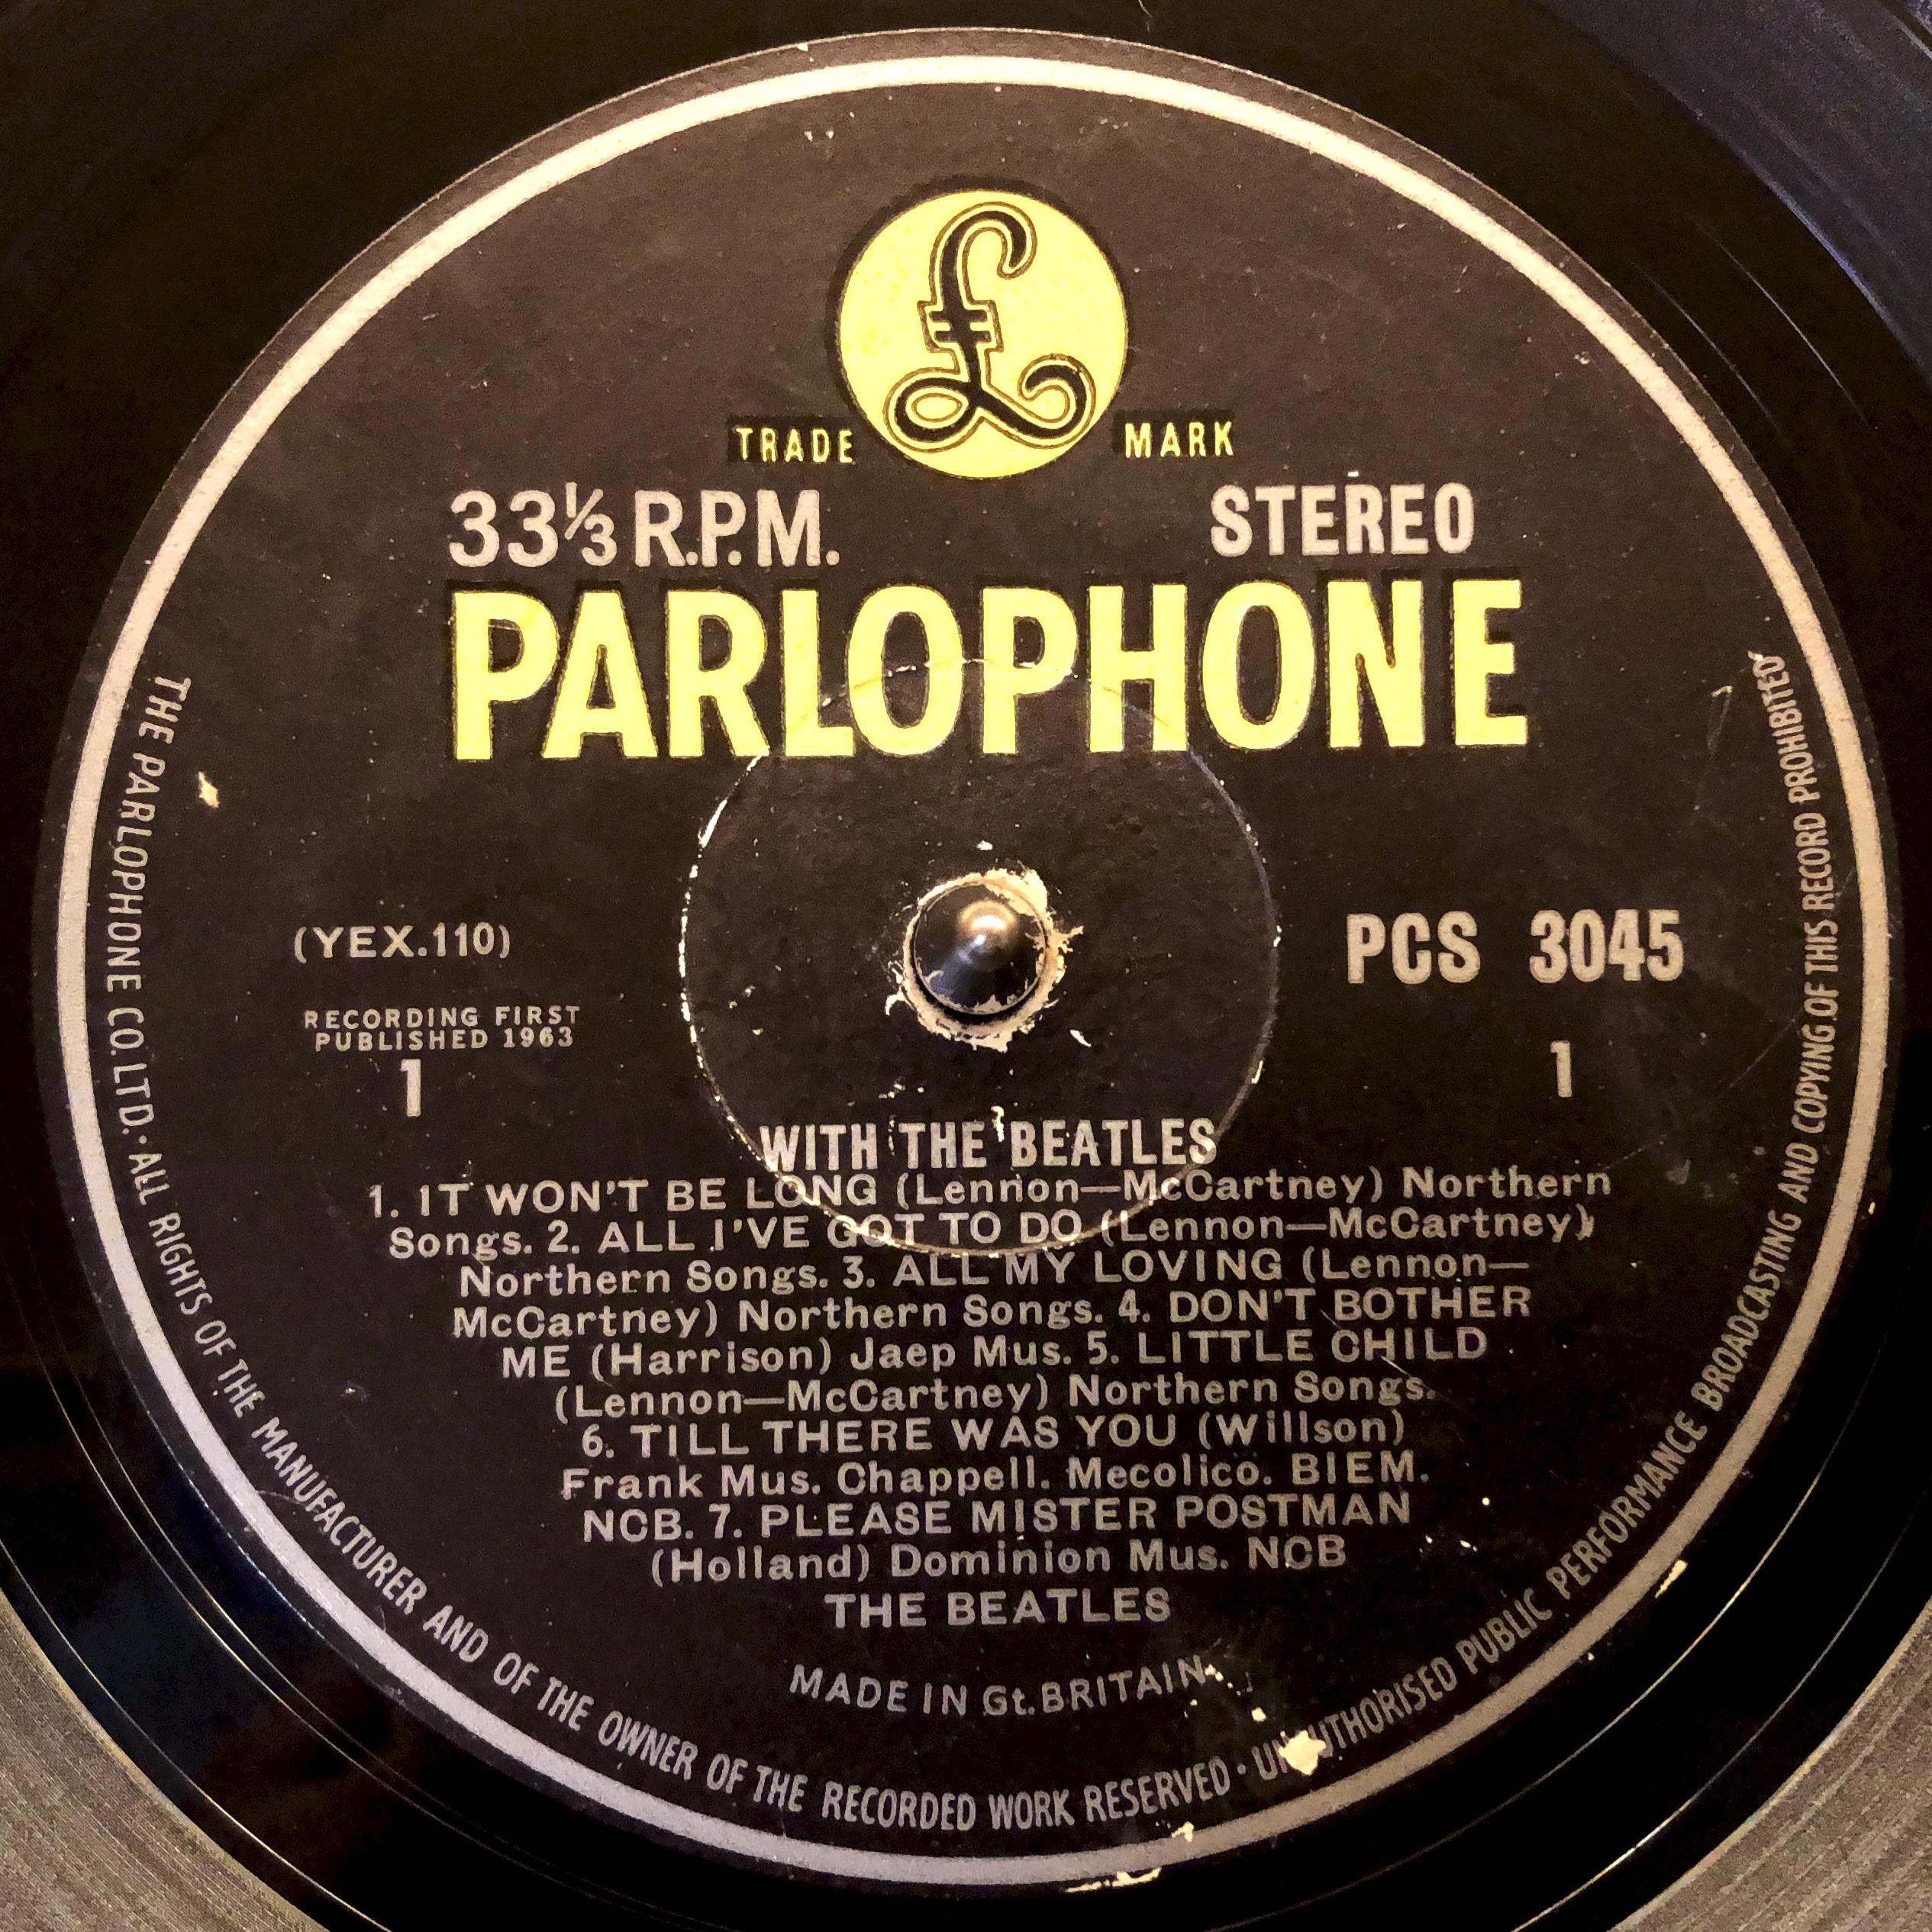 £
TRADE MARK
33⅓ R.P.M. STEREO
PARLOPHONE
(YEX.110) PCS 3045
RECORDING FIRST
PUBLISHED 1963
1 1
WITH THE BEATLES
1. IT WON'T BE LONG (Lennon—McCartney) Northern
Songs. 2. ALL I'VE GOT TO DO (Lennon—McCartney)
Northern Songs. 3. ALL MY LOVING (Lennon—
McCartney) Northern Songs. 4. DON'T BOTHER
ME (Harrison) Jaep Mus. 5. LITTLE CHILD
(Lennon—McCartney) Northern Songs.
6. TILL THERE WAS YOU (Willson)
Frank Mus. Chappell. Mecolico. BIEM.
NCB. 7. PLEASE MISTER POSTMAN
(Holland) Dominion Mus. NCB
THE BEATLES
MADE IN Gt. BRITAIN
THE PARLOPHONE CO. LTD. · ALL RIGHTS OF THE MANUFACTURER AND OF THE OWNER OF THE RECORDED WORK RESERVED · UNAUTHORISED PUBLIC PERFORMANCE BROADCASTING AND COPYING OF THIS RECORD PROHIBITED